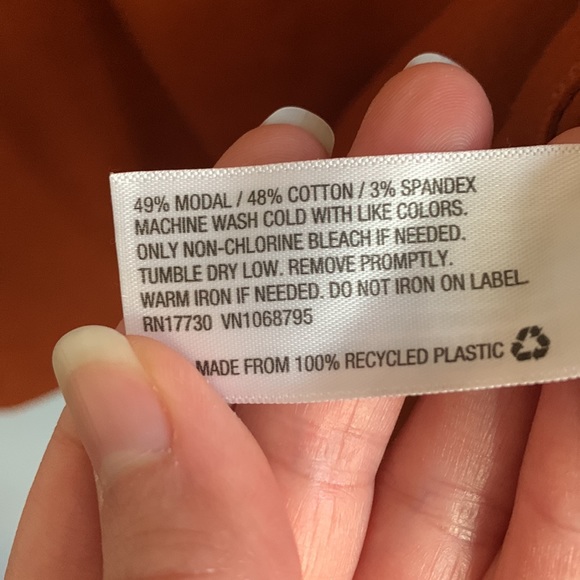 49% MODAL / 48% COTTON / 3% SPANDEX
MACHINE WASH COLD WITH LIKE COLORS.
ONLY NON-CHLORINE BLEACH IF NEEDED.
TUMBLE DRY LOW. REMOVE PROMPTLY.
WARM IRON IF NEEDED. DO NOT IRON ON LABEL.
RN17730 VN1068795
MADE FROM 100% RECYCLED PLASTIC